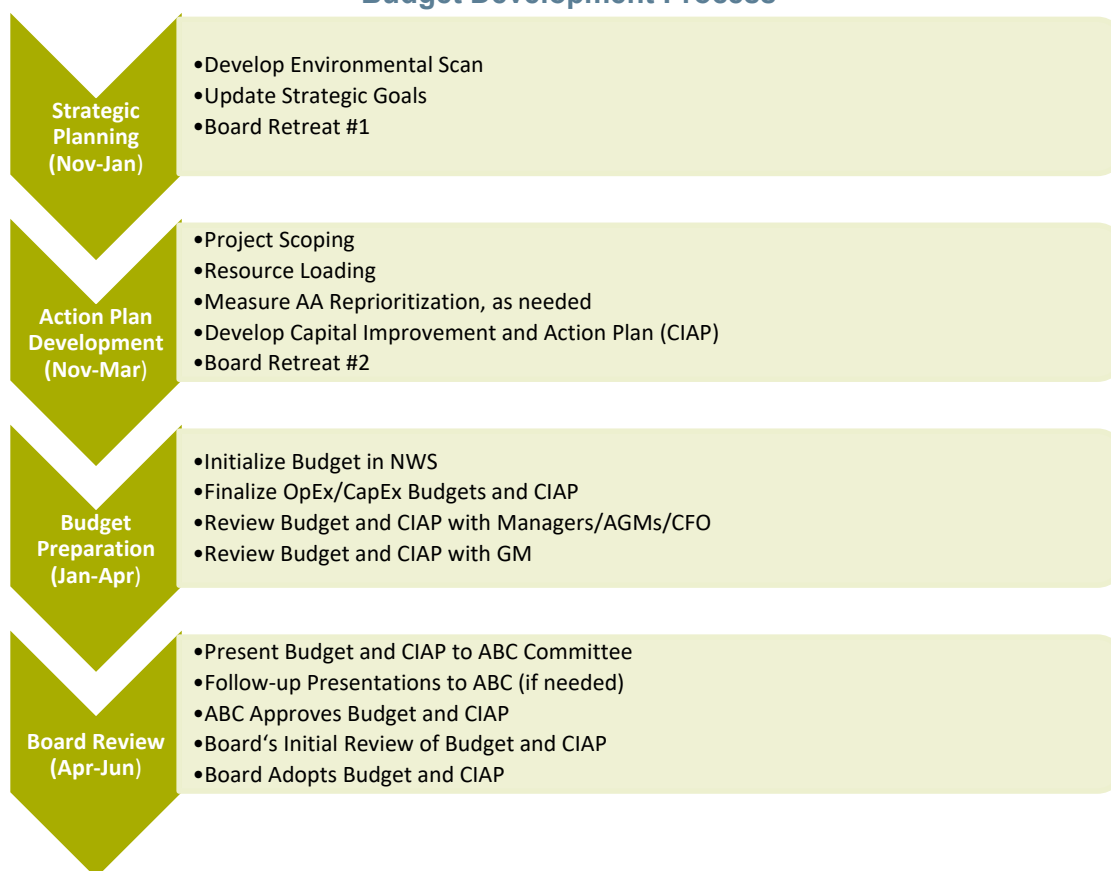 Budget Development Process
Strategic
Planning
(Nov-Jan)
•Develop Environmental Scan
•Update Strategic Goals
•Board Retreat #1
Action Plan
Development
(Nov-Mar)
•Project Scoping
•Resource Loading
•Measure AA Reprioritization, as needed
•Develop Capital Improvement and Action Plan (CIAP)
•Board Retreat #2
Budget
Preparation
(Jan-Apr)
•Initialize Budget in NWS
•Finalize OpEx/CapEx Budgets and CIAP
•Review Budget and CIAP with Managers/AGMs/CFO
•Review Budget and CIAP with GM
Board Review
(Apr-Jun)
•Present Budget and CIAP to ABC Committee
•Follow-up Presentations to ABC (if needed)
•ABC Approves Budget and CIAP
•Board‘s Initial Review of Budget and CIAP
•Board Adopts Budget and CIAP